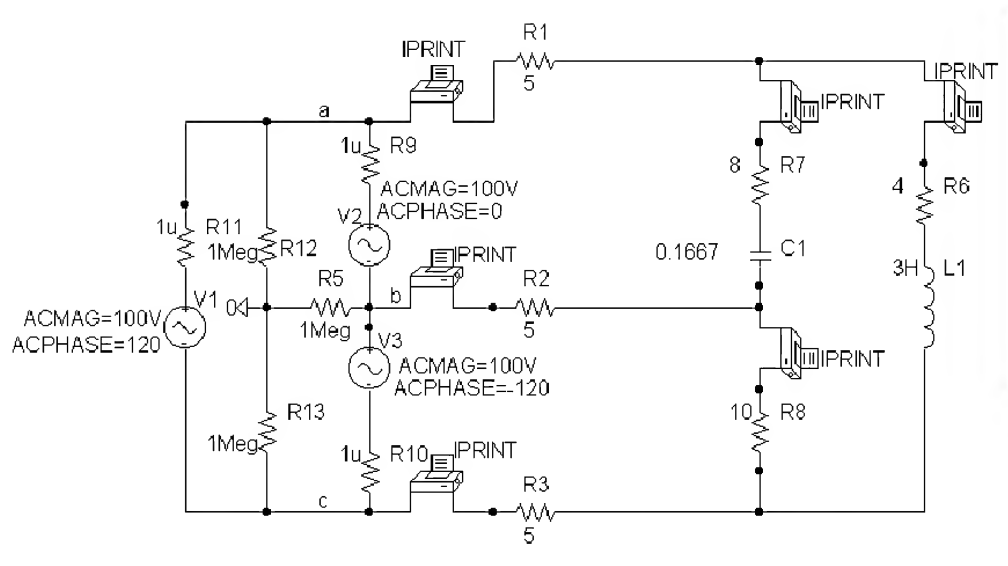 R1
IPRINT
5
IPRINT
IPRINT
a
1u
R9
8
R7
4
R6
ACMAG=100V
ACPHASE=0
1u
R11
1Meg
R12
V2
IPRINT
0.1667
C1
3H
L1
R5
R2
V1
0
b
ACMAG=100V
ACPHASE=120
1Meg
5
V3
ACMAG=100V
ACPHASE=-120
IPRINT
R13
1Meg
10
R8
1u
R10
IPRINT
R3
c
5